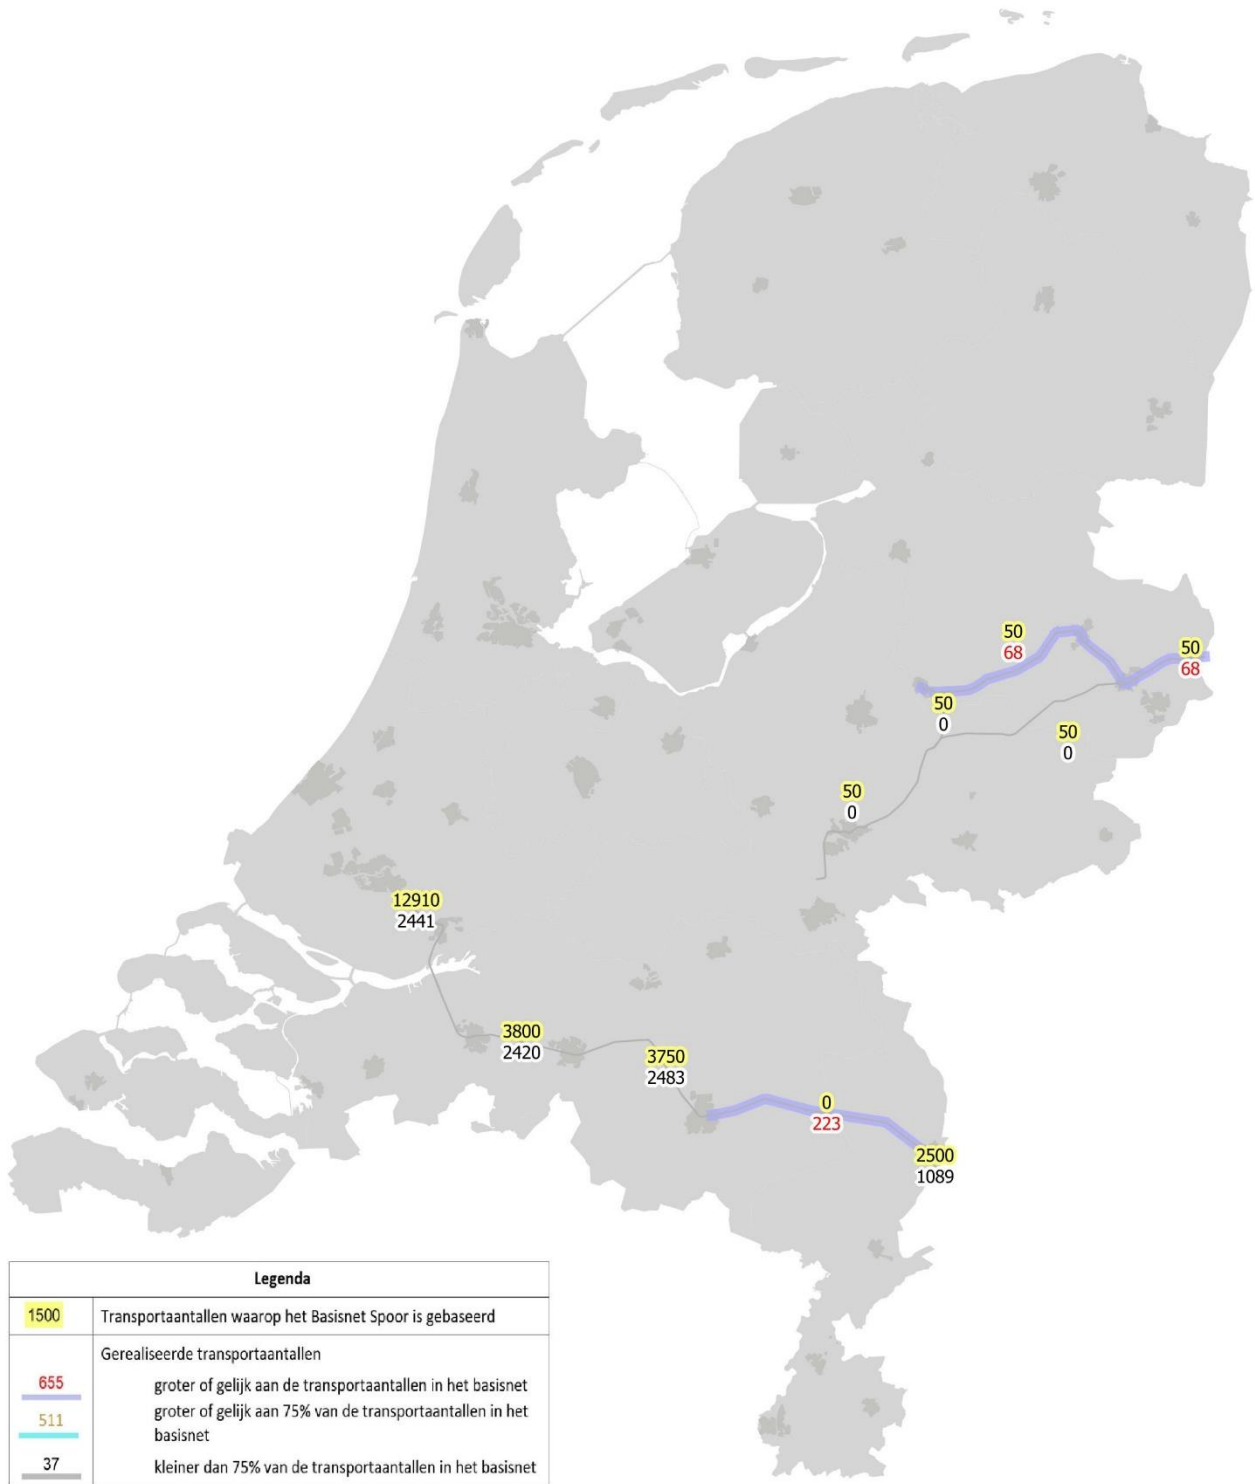 50
68
50
68
50
0
50
0
50
0
12910
2441
3800
2420
3750
2483
0
223
2500
1089
Legenda
1500 Transportaantallen waarop het Basisnet Spoor is gebaseerd
Gerealiseerde transportaantallen
655 groter of gelijk aan de transportaantallen in het basisnet
511 groter of gelijk aan 75% van de transportaantallen in het
basisnet
37 kleiner dan 75% van de transportaantallen in het basisnet